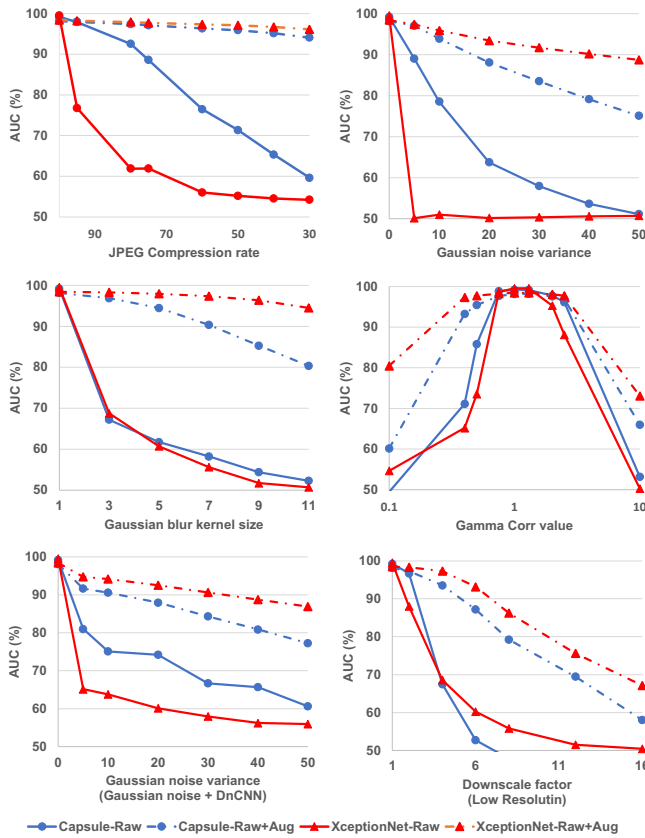 100
90
80
70
60
50
AUC (%)
90 70 50 30
JPEG Compression rate
100
90
80
70
60
50
AUC (%)
0 10 20 30 40 50
Gaussian noise variance
100
90
80
70
60
50
AUC (%)
1 3 5 7 9 11
Gaussian blur kernel size
100
90
80
70
60
50
AUC (%)
0.1 1 10
Gamma Corr value
100
90
80
70
60
50
AUC (%)
0 10 20 30 40 50
Gaussian noise variance
(Gaussian noise + DnCNN)
100
90
80
70
60
50
AUC (%)
1 6 11 16
Downscale factor
(Low Resolutin)
Capsule-Raw Capsule-Raw+Aug XceptionNet-Raw XceptionNet-Raw+Aug